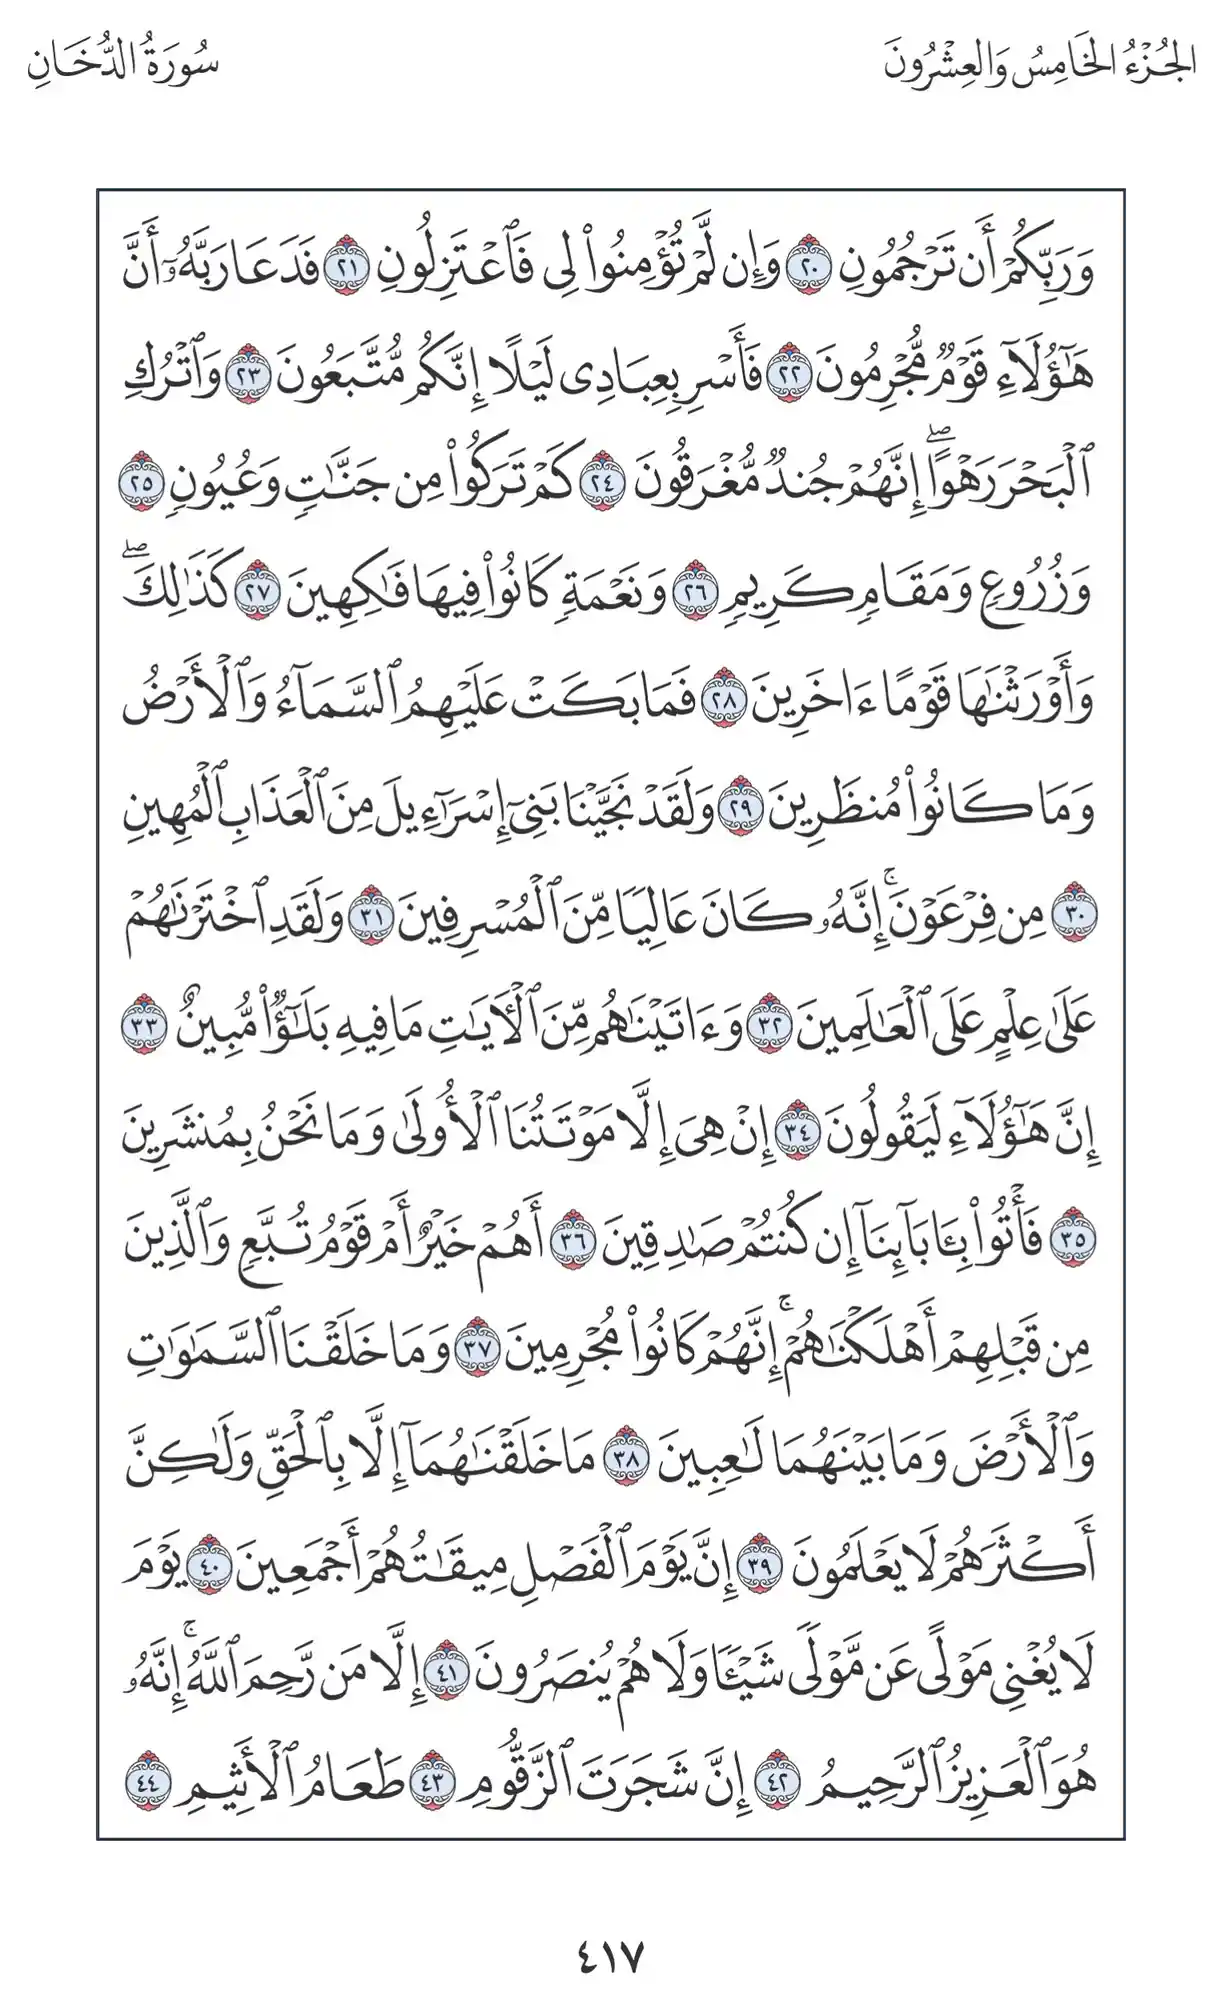 الجُزْءُ الخَامِسُ وَالعِشْرُونَ
سُورَةُ الدُّخَانِ
وَرَبِّكُمْ أَن تَرْجُمُونِ ٢٠ وَإِن لَّمْ تُؤْمِنُوا۟ لِى فَٱعْتَزِلُونِ ٢١ فَدَعَا رَبَّهُۥٓ أَنَّ
هَـٰٓؤُلَآءِ قَوْمٌ مُّجْرِمُونَ ٢٢ فَأَسْرِ بِعِبَادِى لَيْلًا إِنَّكُم مُّتَّبَعُونَ ٢٣ وَٱتْرُكِ
ٱلْبَحْرَ رَهْوًا ۖ إِنَّهُمْ جُندٌ مُّغْرَقُونَ ٢٤ كَمْ تَرَكُوا۟ مِن جَنَّـٰتٍ وَعُيُونٍ ٢٥
وَزُرُوعٍ وَمَقَامٍ كَرِيمٍ ٢٦ وَنَعْمَةٍ كَانُوا۟ فِيهَا فَـٰكِهِينَ ٢٧ كَذَٰلِكَ ۖ
وَأَوْرَثْنَـٰهَا قَوْمًا ءَاخَرِينَ ٢٨ فَمَا بَكَتْ عَلَيْهِمُ ٱلسَّمَآءُ وَٱلْأَرْضُ
وَمَا كَانُوا۟ مُنظَرِينَ ٢٩ وَلَقَدْ نَجَّيْنَا بَنِىٓ إِسْرَٰٓءِيلَ مِنَ ٱلْعَذَابِ ٱلْمُهِينِ
٣٠ مِن فِرْعَوْنَ ۚ إِنَّهُۥ كَانَ عَالِيًا مِّنَ ٱلْمُسْرِفِينَ ٣١ وَلَقَدِ ٱخْتَرْنَـٰهُمْ
عَلَىٰ عِلْمٍ عَلَى ٱلْعَـٰلَمِينَ ٣٢ وَءَاتَيْنَـٰهُم مِّنَ ٱلْـَٔايَـٰتِ مَا فِيهِ بَلَـٰٓؤٌا۟ مُّبِينٌ ٣٣
إِنَّ هَـٰٓؤُلَآءِ لَيَقُولُونَ ٣٤ إِنْ هِىَ إِلَّا مَوْتَتُنَا ٱلْأُولَىٰ وَمَا نَحْنُ بِمُنشَرِينَ
٣٥ فَأْتُوا۟ بِـَٔابَآئِنَآ إِن كُنتُمْ صَـٰدِقِينَ ٣٦ أَهُمْ خَيْرٌ أَمْ قَوْمُ تُبَّعٍ وَٱلَّذِينَ
مِن قَبْلِهِمْ أَهْلَكْنَـٰهُمْ ۚ إِنَّهُمْ كَانُوا۟ مُجْرِمِينَ ٣٧ وَمَا خَلَقْنَا ٱلسَّمَـٰوَٰتِ
وَٱلْأَرْضَ وَمَا بَيْنَهُمَا لَـٰعِبِينَ ٣٨ مَا خَلَقْنَـٰهُمَآ إِلَّا بِٱلْحَقِّ وَلَـٰكِنَّ
أَكْثَرَهُمْ لَا يَعْلَمُونَ ٣٩ إِنَّ يَوْمَ ٱلْفَصْلِ مِيقَـٰتُهُمْ أَجْمَعِينَ ٤٠ يَوْمَ
لَا يُغْنِى مَوْلًى عَن مَّوْلًى شَيْـًٔا وَلَا هُمْ يُنصَرُونَ ٤١ إِلَّا مَن رَّحِمَ ٱللَّهُ ۚ إِنَّهُۥ
هُوَ ٱلْعَزِيزُ ٱلرَّحِيمُ ٤٢ إِنَّ شَجَرَتَ ٱلزَّقُّومِ ٤٣ طَعَامُ ٱلْأَثِيمِ ٤٤
٤١٧